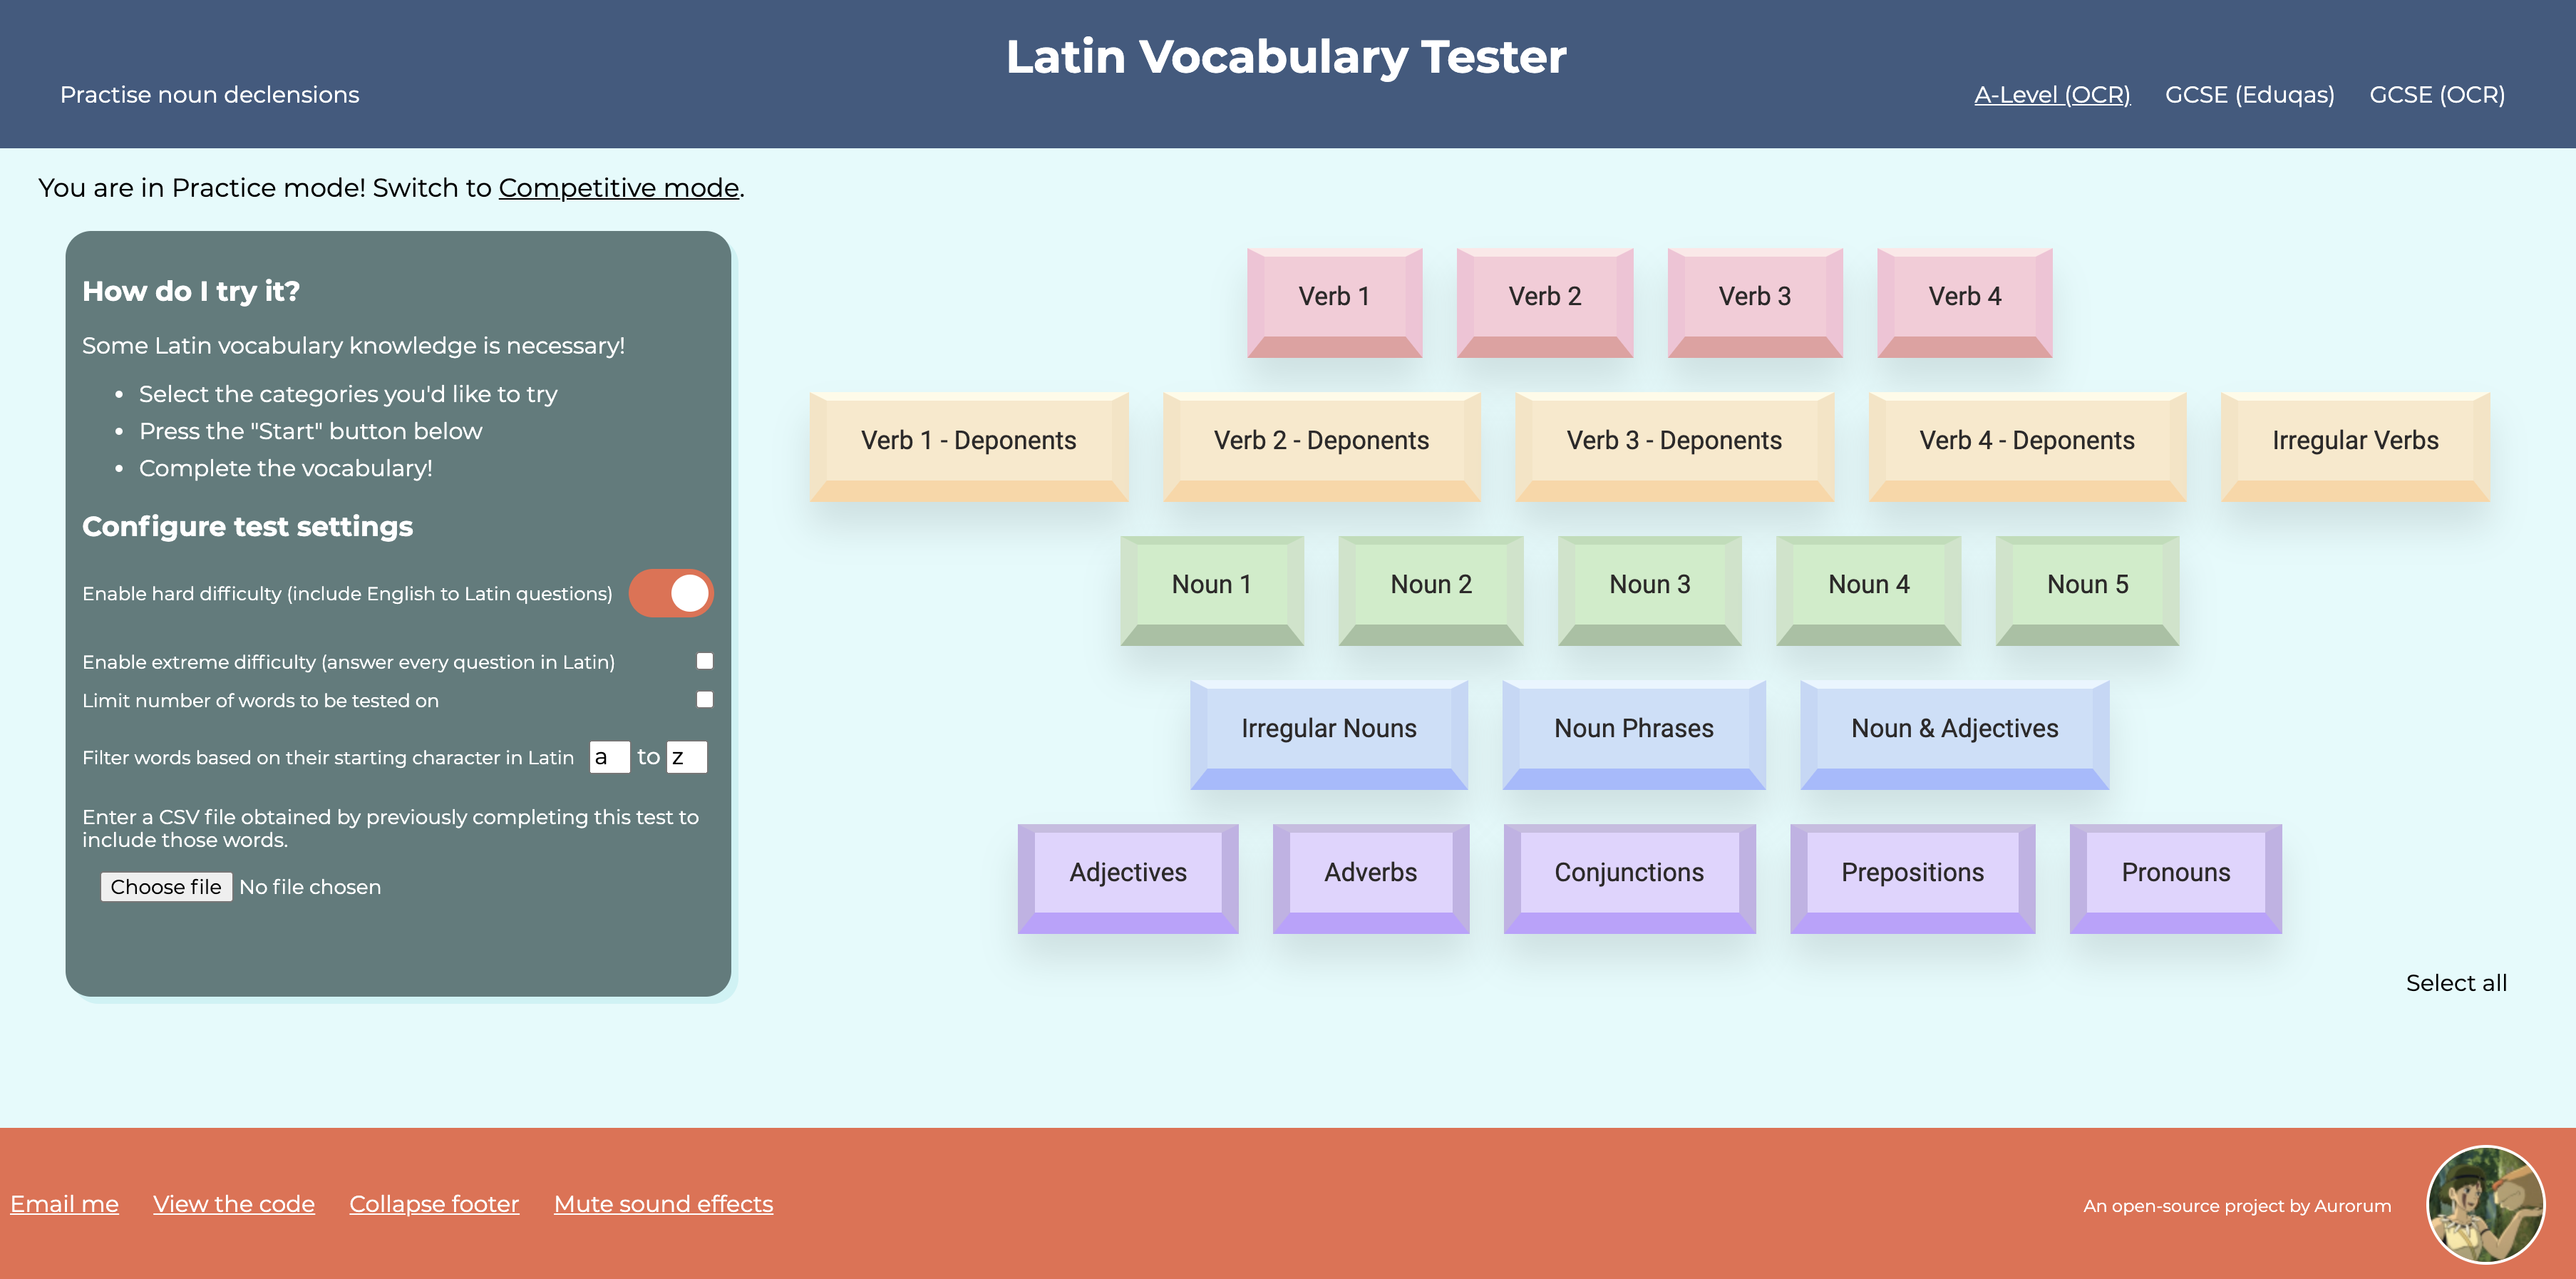 Latin Vocabulary Tester
Practise noun declensions
A-Level (OCR) GCSE (Eduqas) GCSE (OCR)
You are in Practice mode! Switch to Competitive mode.
How do I try it?
Some Latin vocabulary knowledge is necessary!
• Select the categories you'd like to try
• Press the "Start" button below
• Complete the vocabulary!
Configure test settings
Enable hard difficulty (include English to Latin questions)
Enable extreme difficulty (answer every question in Latin)
Limit number of words to be tested on
Filter words based on their starting character in Latin a to z
Enter a CSV file obtained by previously completing this test to
include those words.
Choose file No file chosen
Verb 1 Verb 2 Verb 3 Verb 4
Verb 1 - Deponents Verb 2 - Deponents Verb 3 - Deponents Verb 4 - Deponents Irregular Verbs
Noun 1 Noun 2 Noun 3 Noun 4 Noun 5
Irregular Nouns Noun Phrases Noun & Adjectives
Adjectives Adverbs Conjunctions Prepositions Pronouns
Select all
Email me View the code Collapse footer Mute sound effects
An open-source project by Aurorum